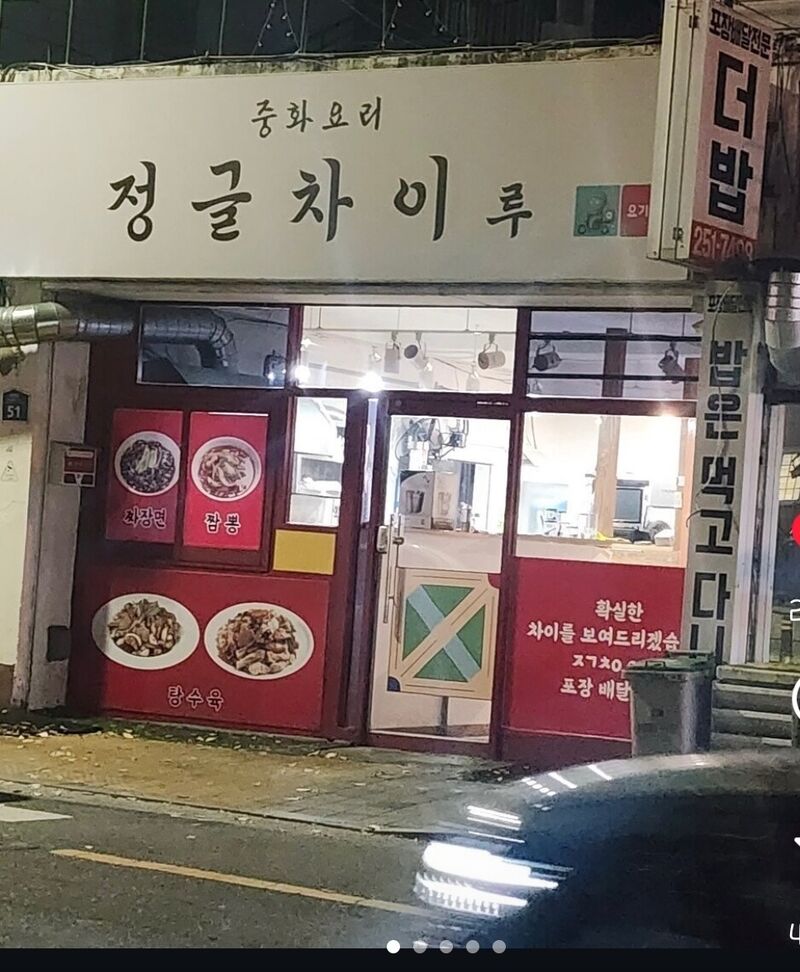 중화요리
정글차이루
요기
포장배달전문
더밥
밥은먹고다니
51
짜장면
짬뽕
탕수육
확실한
차이를 보여드리겠습
포장 배달